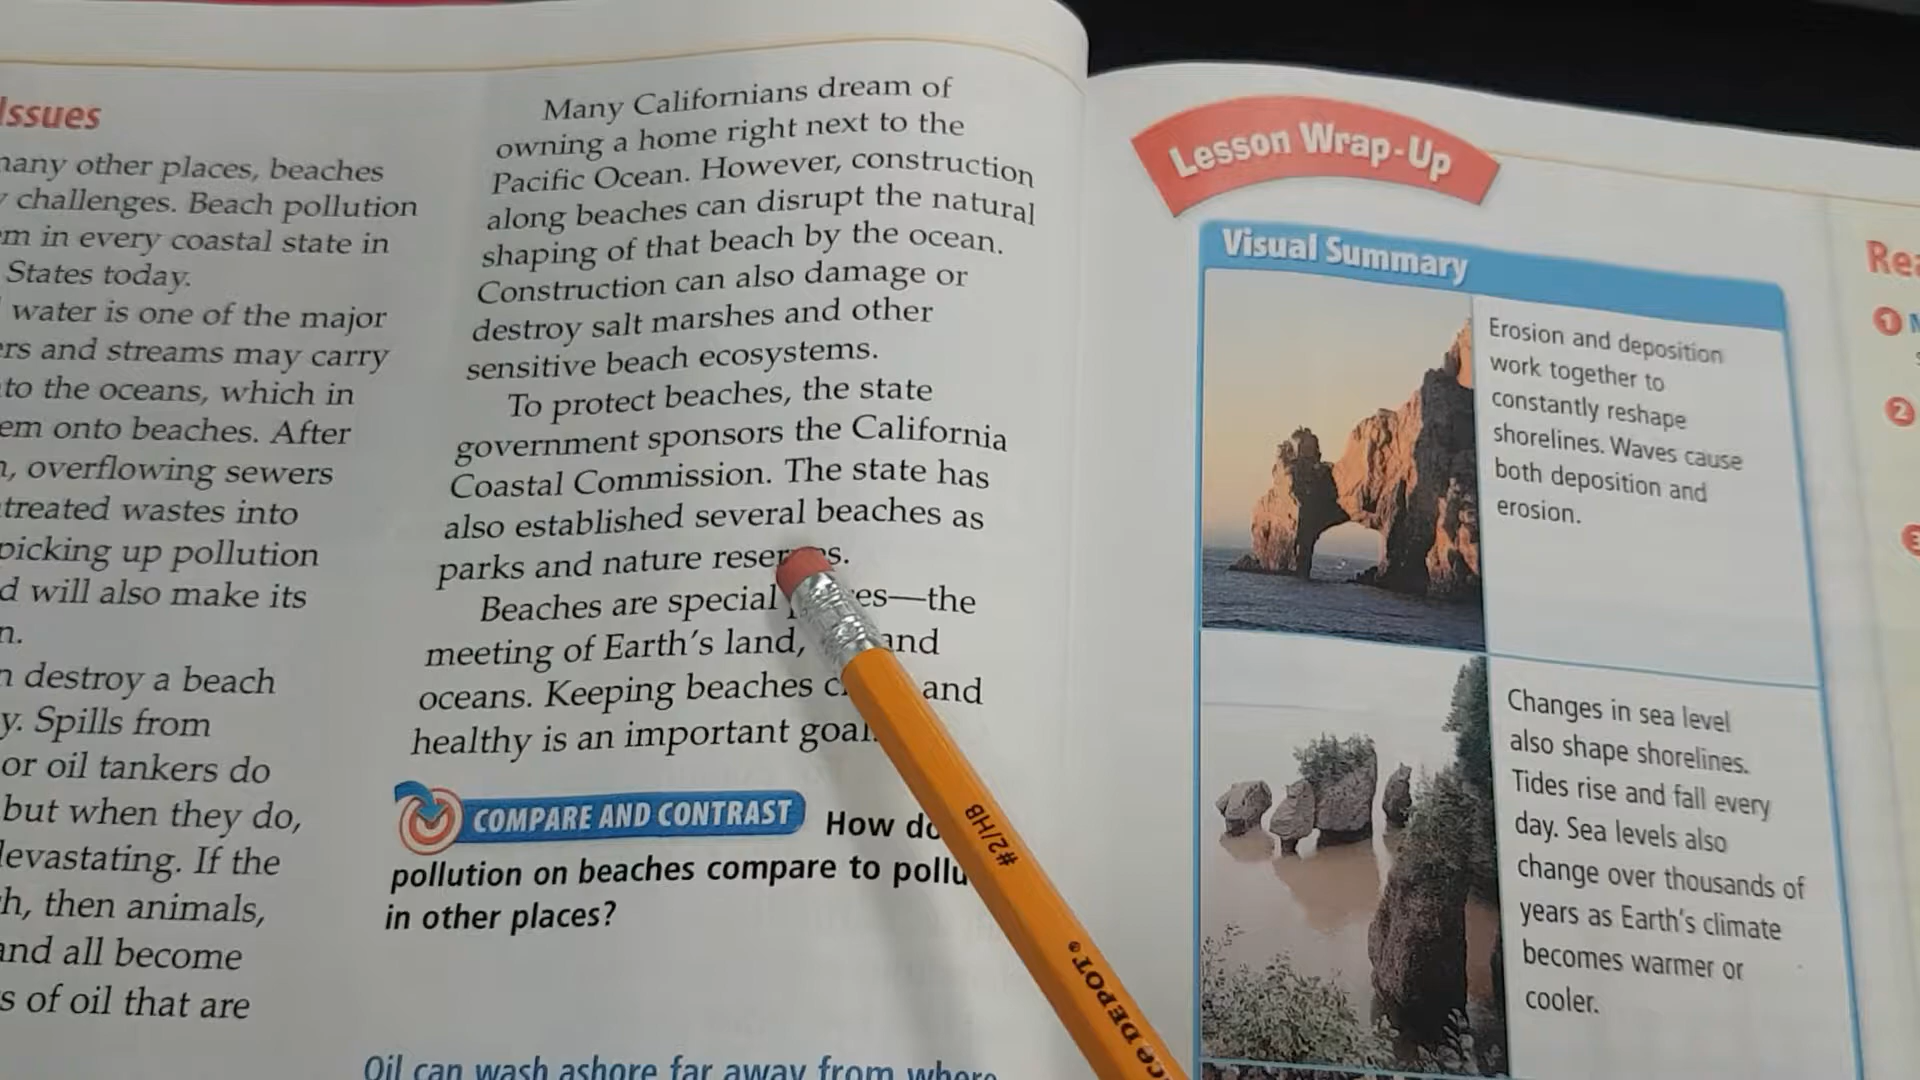 Issues
many other places, beaches
challenges. Beach pollution
in every coastal state in
States today.
water is one of the major
and streams may carry
to the oceans, which in
onto beaches. After
overflowing sewers
wastes into
picking up pollution
will also make its
destroy a beach
Spills from
or oil tankers do
but when they do,
devastating. If the
then animals,
and all become
of oil that are
Many Californians dream of
owning a home right next to the
Pacific Ocean. However, construction
along beaches can disrupt the natural
shaping of that beach by the ocean.
Construction can also damage or
destroy salt marshes and other
sensitive beach ecosystems.
To protect beaches, the state
government sponsors the California
Coastal Commission. The state has
also established several beaches as
parks and nature reserves.
Beaches are special —the
meeting of Earth's land, and
oceans. Keeping beaches and
healthy is an important goal.
COMPARE AND CONTRAST How do
pollution on beaches compare to
in other places?
Oil can wash ashore far away from where
#2/HB
DEPOT®
Lesson Wrap-Up
Visual Summary
Erosion and deposition
work together to
constantly reshape
shorelines. Waves cause
both deposition and
erosion.
Changes in sea level
also shape shorelines.
Tides rise and fall every
day. Sea levels also
change over thousands of
years as Earth's climate
becomes warmer or
cooler.
1
2
3